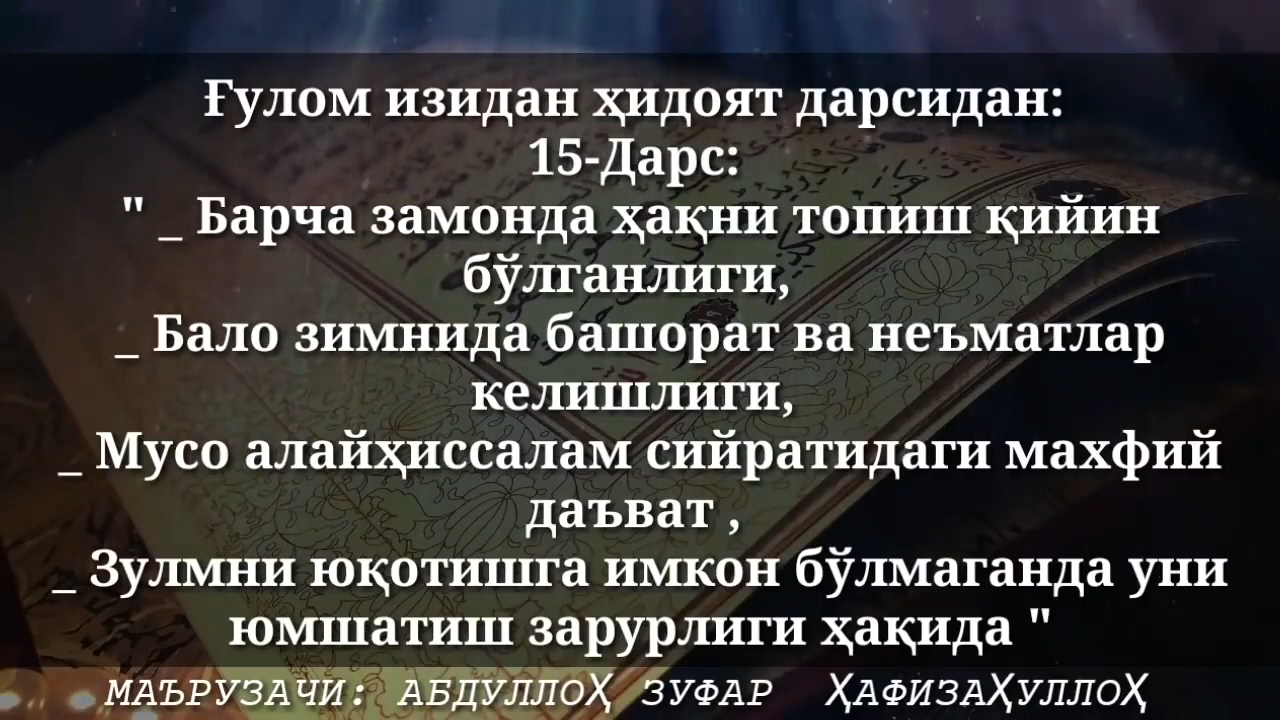 Ғулом изидан ҳидоят дарсидан:
15-Дарс:
" _ Барча замонда ҳақни топиш қийин
бўлганлиги,
_ Бало зимнида башорат ва неъматлар
келишлиги,
_ Мусо алайҳиссалам сийратидаги махфий
даъват ,
_ Зулмни юқотишга имкон бўлмаганда уни
юмшатиш зарурлиги ҳақида "
МАЪРУЗАЧИ: АБДУЛЛОҲ ЗУФАР ҲАФИЗАҲУЛЛОҲ